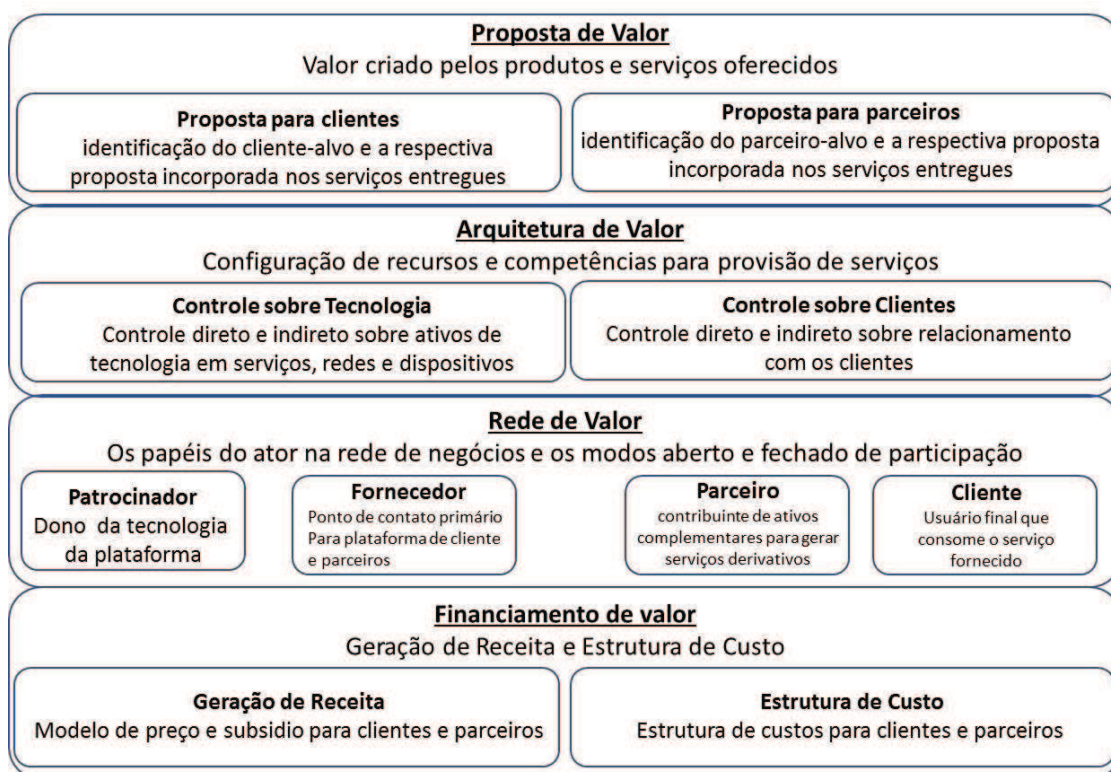 Proposta de Valor
Valor criado pelos produtos e serviços oferecidos
Proposta para clientes
identificação do cliente-alvo e a respectiva
proposta incorporada nos serviços entregues
Proposta para parceiros
identificação do parceiro-alvo e a respectiva proposta
incorporada nos serviços entregues
Arquitetura de Valor
Configuração de recursos e competências para provisão de serviços
Controle sobre Tecnologia
Controle direto e indireto sobre ativos de
tecnologia em serviços, redes e dispositivos
Controle sobre Clientes
Controle direto e indireto sobre relacionamento
com os clientes
Rede de Valor
Os papéis do ator na rede de negócios e os modos aberto e fechado de participação
Patrocinador
Dono da tecnologia
da plataforma
Fornecedor
Ponto de contato primário
Para plataforma de cliente
e parceiros
Parceiro
contribuinte de ativos
complementares para gerar
serviços derivativos
Cliente
Usuário final que
consome o serviço
fornecido
Financiamento de valor
Geração de Receita e Estrutura de Custo
Geração de Receita
Modelo de preço e subsidio para clientes e parceiros
Estrutura de Custo
Estrutura de custos para clientes e parceiros